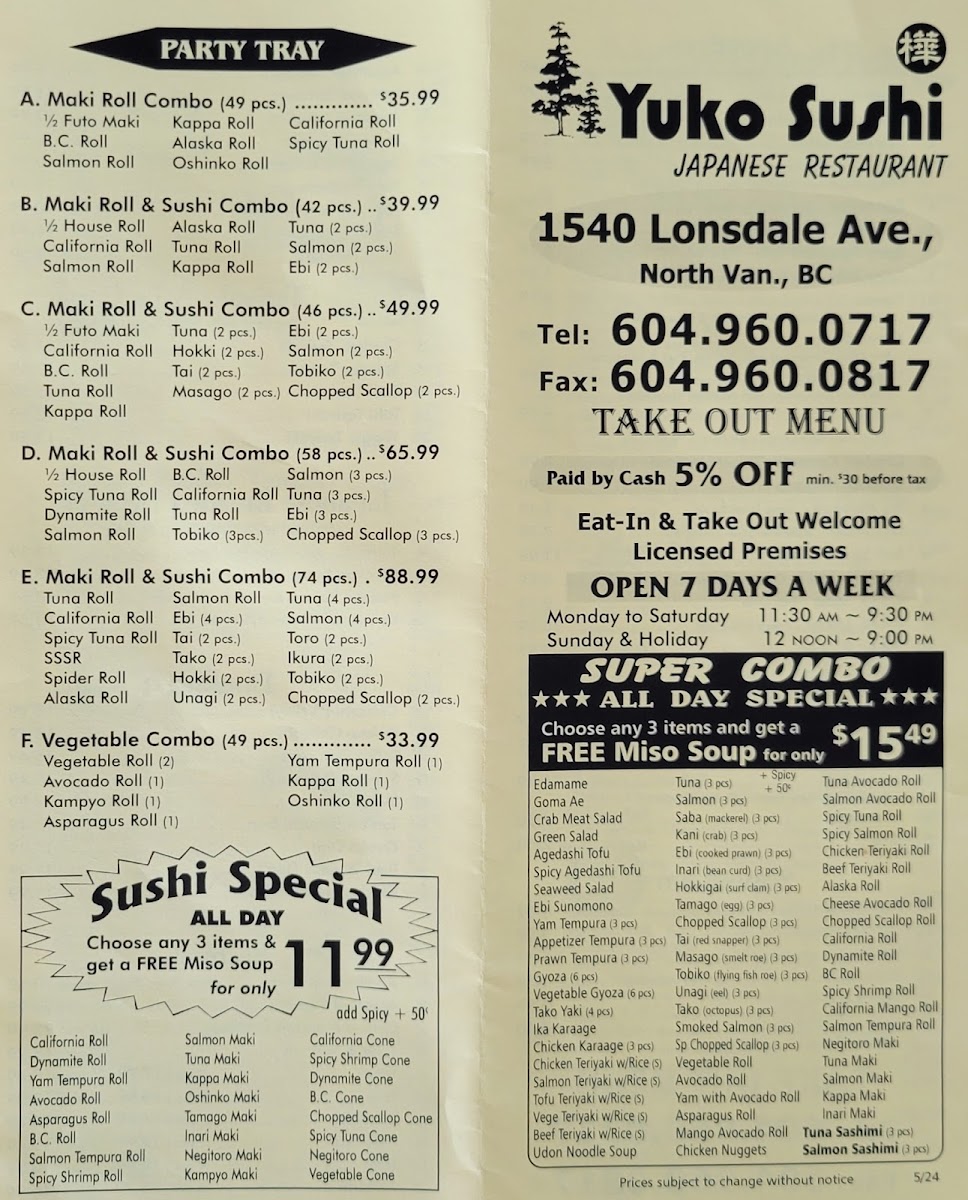 PARTY TRAY
A. Maki Roll Combo (49 pcs.) ............. $35.99
½ Futo Maki Kappa Roll California Roll
B.C. Roll Alaska Roll Spicy Tuna Roll
Salmon Roll Oshinko Roll
B. Maki Roll & Sushi Combo (42 pcs.) .. $39.99
½ House Roll Alaska Roll Tuna (2 pcs.)
California Roll Tuna Roll Salmon (2 pcs.)
Salmon Roll Kappa Roll Ebi (2 pcs.)
C. Maki Roll & Sushi Combo (46 pcs.) .. $49.99
½ Futo Maki Tuna (2 pcs.) Ebi (2 pcs.)
California Roll Hokki (2 pcs.) Salmon (2 pcs.)
B.C. Roll Tai (2 pcs.) Tobiko (2 pcs.)
Tuna Roll Masago (2 pcs.) Chopped Scallop (2 pcs.)
Kappa Roll
D. Maki Roll & Sushi Combo (58 pcs.) .. $65.99
½ House Roll B.C. Roll Salmon (3 pcs.)
Spicy Tuna Roll California Roll Tuna (3 pcs.)
Dynamite Roll Tuna Roll Ebi (3 pcs.)
Salmon Roll Tobiko (3pcs.) Chopped Scallop (3 pcs.)
E. Maki Roll & Sushi Combo (74 pcs.) . $88.99
Tuna Roll Salmon Roll Tuna (4 pcs.)
California Roll Ebi (4 pcs.) Salmon (4 pcs.)
Spicy Tuna Roll Tai (2 pcs.) Toro (2 pcs.)
SSSR Tako (2 pcs.) Ikura (2 pcs.)
Spider Roll Hokki (2 pcs.) Tobiko (2 pcs.)
Alaska Roll Unagi (2 pcs.) Chopped Scallop (2 pcs.)
F. Vegetable Combo (49 pcs.) ............. $33.99
Vegetable Roll (2) Yam Tempura Roll (1)
Avocado Roll (1) Kappa Roll (1)
Kampyo Roll (1) Oshinko Roll (1)
Asparagus Roll (1)
Sushi Special
ALL DAY
Choose any 3 items &
get a FREE Miso Soup
for only
11 99
add Spicy + 50¢
California Roll Salmon Maki California Cone
Dynamite Roll Tuna Maki Spicy Shrimp Cone
Yam Tempura Roll Kappa Maki Dynamite Cone
Avocado Roll Oshinko Maki B.C. Cone
Asparagus Roll Tamago Maki Chopped Scallop Cone
B.C. Roll Inari Maki Spicy Tuna Cone
Salmon Tempura Roll Negitoro Maki Negitoro Cone
Spicy Shrimp Roll Kampyo Maki Vegetable Cone
樺
Yuko Sushi
JAPANESE RESTAURANT
1540 Lonsdale Ave.,
North Van., BC
Tel: 604.960.0717
Fax: 604.960.0817
TAKE OUT MENU
Paid by Cash 5% OFF min. $30 before tax
Eat-In & Take Out Welcome
Licensed Premises
OPEN 7 DAYS A WEEK
Monday to Saturday 11:30 AM ~ 9:30 PM
Sunday & Holiday 12 NOON ~ 9:00 PM
SUPER COMBO
★★★ ALL DAY SPECIAL ★★★
Choose any 3 items and get a
FREE Miso Soup for only $15 49
Edamame Tuna (3 pcs) + Spicy + 50¢ Tuna Avocado Roll
Goma Ae Salmon (3 pcs) Salmon Avocado Roll
Crab Meat Salad Saba (mackerel) (3 pcs) Spicy Tuna Roll
Green Salad Kani (crab) (3 pcs) Spicy Salmon Roll
Agedashi Tofu Ebi (cooked prawn) (3 pcs) Chicken Teriyaki Roll
Spicy Agedashi Tofu Inari (bean curd) (3 pcs) Beef Teriyaki Roll
Seaweed Salad Hokkigai (surf clam) (3 pcs) Alaska Roll
Ebi Sunomono Tamago (egg) (3 pcs) Cheese Avocado Roll
Yam Tempura (3 pcs) Chopped Scallop (3 pcs) Chopped Scallop Roll
Appetizer Tempura (3 pcs) Tai (red snapper) (3 pcs) California Roll
Prawn Tempura (3 pcs) Masago (smelt roe) (3 pcs) Dynamite Roll
Gyoza (6 pcs) Tobiko (flying fish roe) (3 pcs) BC Roll
Vegetable Gyoza (6 pcs) Unagi (eel) (3 pcs) Spicy Shrimp Roll
Tako Yaki (4 pcs) Tako (octopus) (3 pcs) California Mango Roll
Ika Karaage Smoked Salmon (3 pcs) Salmon Tempura Roll
Chicken Karaage (3 pcs) Sp Chopped Scallop (3 pcs) Negitoro Maki
Chicken Teriyaki w/Rice (S) Vegetable Roll Tuna Maki
Salmon Teriyaki w/Rice (S) Avocado Roll Salmon Maki
Tofu Teriyaki w/Rice (S) Yam with Avocado Roll Kappa Maki
Vege Teriyaki w/Rice (S) Asparagus Roll Inari Maki
Beef Teriyaki w/Rice (S) Mango Avocado Roll Tuna Sashimi (3 pcs)
Udon Noodle Soup Chicken Nuggets Salmon Sashimi (3 pcs)
Prices subject to change without notice 5/24